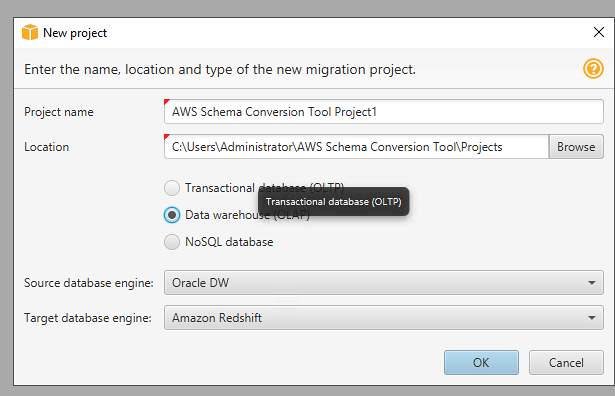 New project
Enter the name, location and type of the new migration project.
Project name
AWS Schema Conversion Tool Project1
Location
C:\Users\Administrator\AWS Schema Conversion Tool\Projects
Browse
Transactional database (OLTP)
Transactional database (OLTP)
Data warehouse (OLAP)
NoSQL database
Source database engine:
Oracle DW
Target database engine:
Amazon Redshift
OK
Cancel